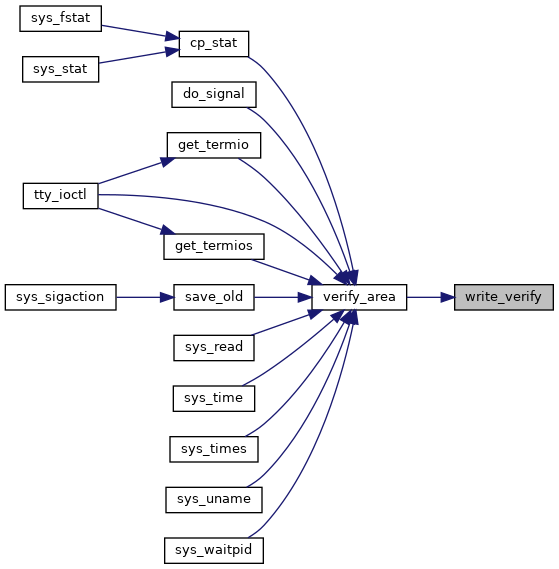 sys_fstat
cp_stat
sys_stat
do_signal
get_termio
tty_ioctl
get_termios
sys_sigaction
save_old
verify_area
write_verify
sys_read
sys_time
sys_times
sys_uname
sys_waitpid